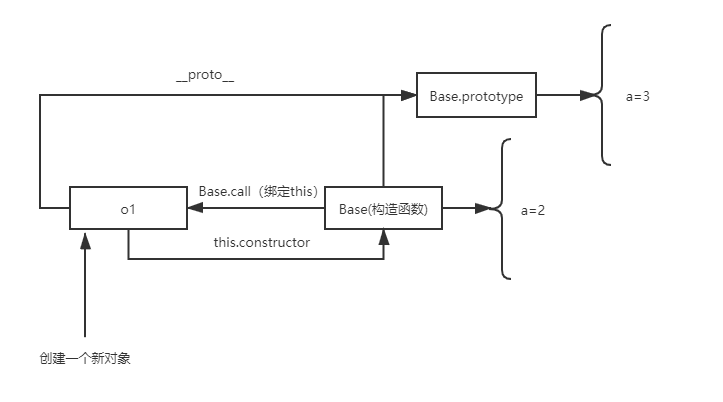 __proto__
Base.prototype
a=3
Base.call（绑定this）
o1
Base(构造函数)
a=2
this.constructor
创建一个新对象